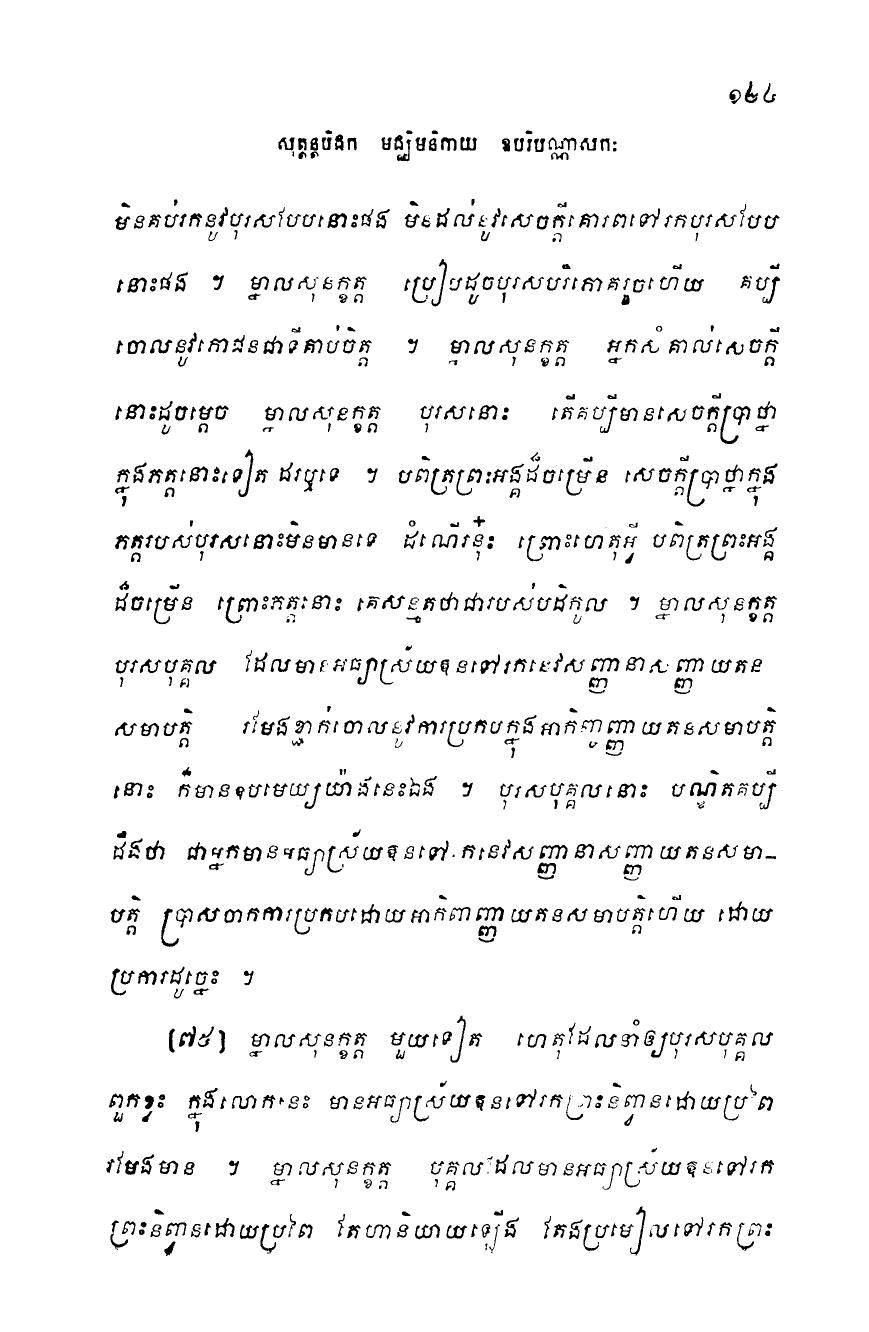 ១២៤
សុត្តន្តបិដក មជ្ឈិមនិកាយ ឧបរិបណ្ណាសកៈ
មិនគប់រកនូវបុរសបែបនោះផង មិនដល់នូវសេចក្តីគោរពទៅរកបុរសបែប
នោះផង ។ ម្នាលសុនក្ខត្ត ប្រៀបដូចបុរសបរិភោគរួចហើយ គប្បី
ចោលនូវភោជនជាទីគាប់ចិត្ត ។ ម្នាលសុនក្ខត្ត អ្នកសំគាល់សេចក្តី
នោះដូចម្តេច ម្នាលសុនក្ខត្ត បុរសនោះ តើគប្បីមានសេចក្តីប្រាថ្នា
ក្នុងភត្តនោះទៀត ដរឬទេ ។ បពិត្រព្រះអង្គដ៏ចម្រើន សេចក្តីប្រាថ្នាក្នុង
ភត្តរបស់បុរសនោះមិនមានទេ ដំណើរនុ៎ះ ព្រោះហេតុអ្វី បពិត្រព្រះអង្គ
ដ៏ចម្រើន ព្រោះភត្តនោះ គេសន្មតថាជារបស់បដិកូល ។ ម្នាលសុនក្ខត្ត
បុរសបុគ្គល ដែលមានអធ្យាស្រ័យឱនទៅរកនេវសញ្ញានាសញ្ញាយតន
សមាបត្តិ រមែងខ្ជាក់ចោលនូវការប្រកបក្នុងអាកិញ្ចញ្ញាយតនសមាបត្តិ
នោះ ក៏មានឧបមេយ្យយ៉ាងនេះឯង ។ បុរសបុគ្គលនោះ បណ្ឌិតគប្បី
ដឹងថា ជាអ្នកមានអធ្យាស្រ័យឱនទៅរកនេវសញ្ញានាសញ្ញាយតនសមា-
បត្តិ ប្រាសចាកការប្រកបដោយអាកិញ្ចញ្ញាយតនសមាបត្តិហើយ ដោយ
ប្រការដូច្នេះ ។
(៧៥) ម្នាលសុនក្ខត្ត មួយទៀត ហេតុដែលនាំឲ្យបុរសបុគ្គល
ពួកខ្លះ ក្នុងលោកនេះ មានអធ្យាស្រ័យឱនទៅរកព្រះនិព្វានដោយប្រពៃ
រមែងមាន ។ ម្នាលសុនក្ខត្ត បុគ្គលដែលមានអធ្យាស្រ័យឱនទៅរក
ព្រះនិព្វានដោយប្រពៃ តែហានិយាយឡើង តែងប្រមៀលទៅរកព្រះ